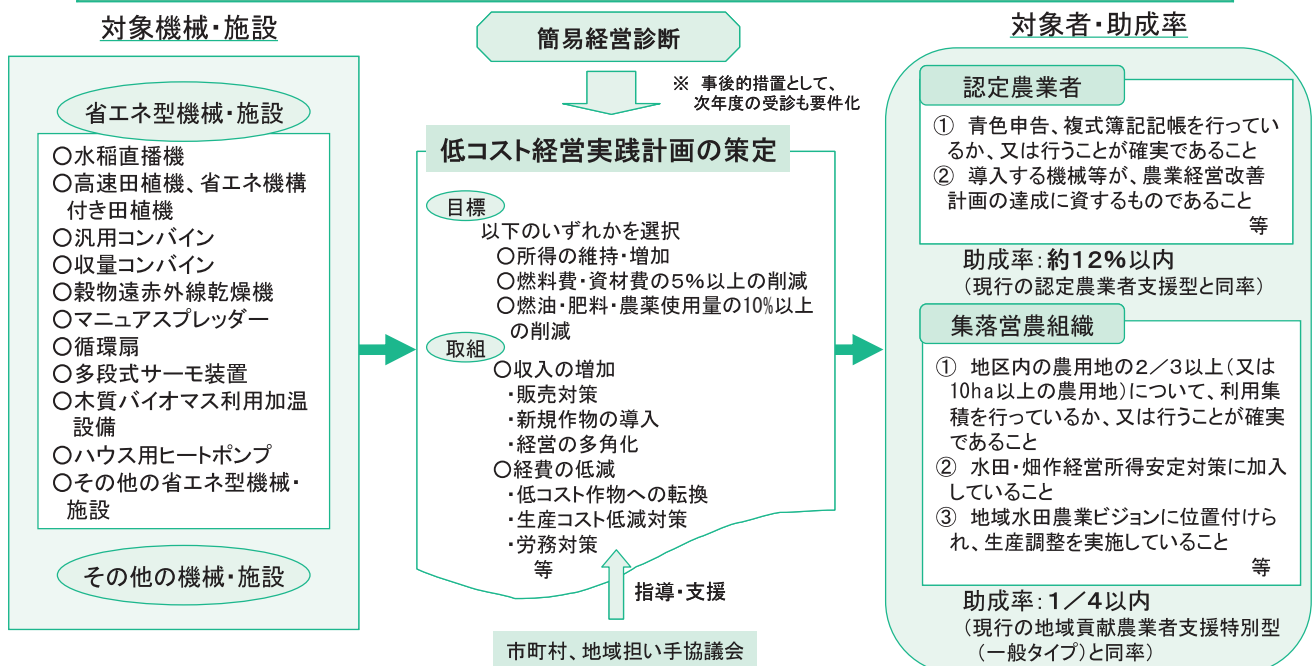 対象機械・施設
省エネ型機械・施設
○水稲直播機
○高速田植機、省エネ機構
付き田植機
○汎用コンバイン
○収量コンバイン
○穀物遠赤外線乾燥機
○マニュアスプレッダー
○循環扇
○多段式サーモ装置
○木質バイオマス利用加温
設備
○ハウス用ヒートポンプ
○その他の省エネ型機械・
施設
その他の機械・施設
簡易経営診断
※ 事後的措置として、
次年度の受診も要件化
低コスト経営実践計画の策定
目標
以下のいずれかを選択
○所得の維持・増加
○燃料費・資材費の5%以上の削減
○燃油・肥料・農薬使用量の10%以上
の削減
取組
○収入の増加
・販売対策
・新規作物の導入
・経営の多角化
○経費の低減
・低コスト作物への転換
・生産コスト低減対策
・労務対策
等
指導・支援
市町村、地域担い手協議会
対象者・助成率
認定農業者
① 青色申告、複式簿記記帳を行ってい
るか、又は行うことが確実であること
② 導入する機械等が、農業経営改善
計画の達成に資するものであること
等
助成率：約12%以内
（現行の認定農業者支援型と同率）
集落営農組織
① 地区内の農用地の2／3以上（又は
10ha以上の農用地）について、利用集
積を行っているか、又は行うことが確実
であること
② 水田・畑作経営所得安定対策に加入
していること
③ 地域水田農業ビジョンに位置付けら
れ、生産調整を実施していること
等
助成率：1／4以内
（現行の地域貢献農業者支援特別型
（一般タイプ）と同率）